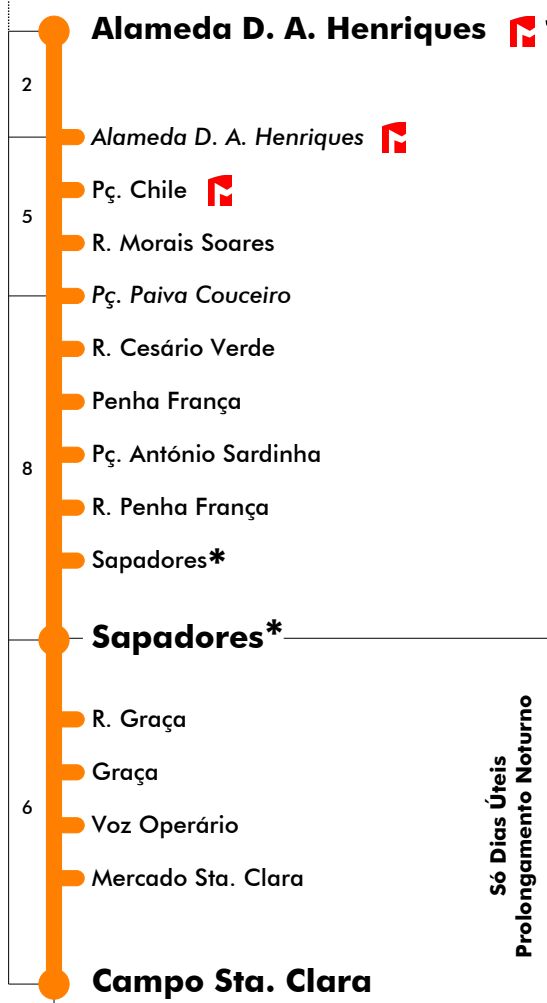 Alameda D. A. Henriques
2
Alameda D. A. Henriques
Pç. Chile
5
R. Morais Soares
Pç. Paiva Couceiro
R. Cesário Verde
Penha França
Pç. António Sardinha
8
R. Penha França
Sapadores*
Sapadores*
R. Graça
Graça
6
Voz Operário
Mercado Sta. Clara
Campo Sta. Clara
Só Dias Úteis
Prolongamento Noturno